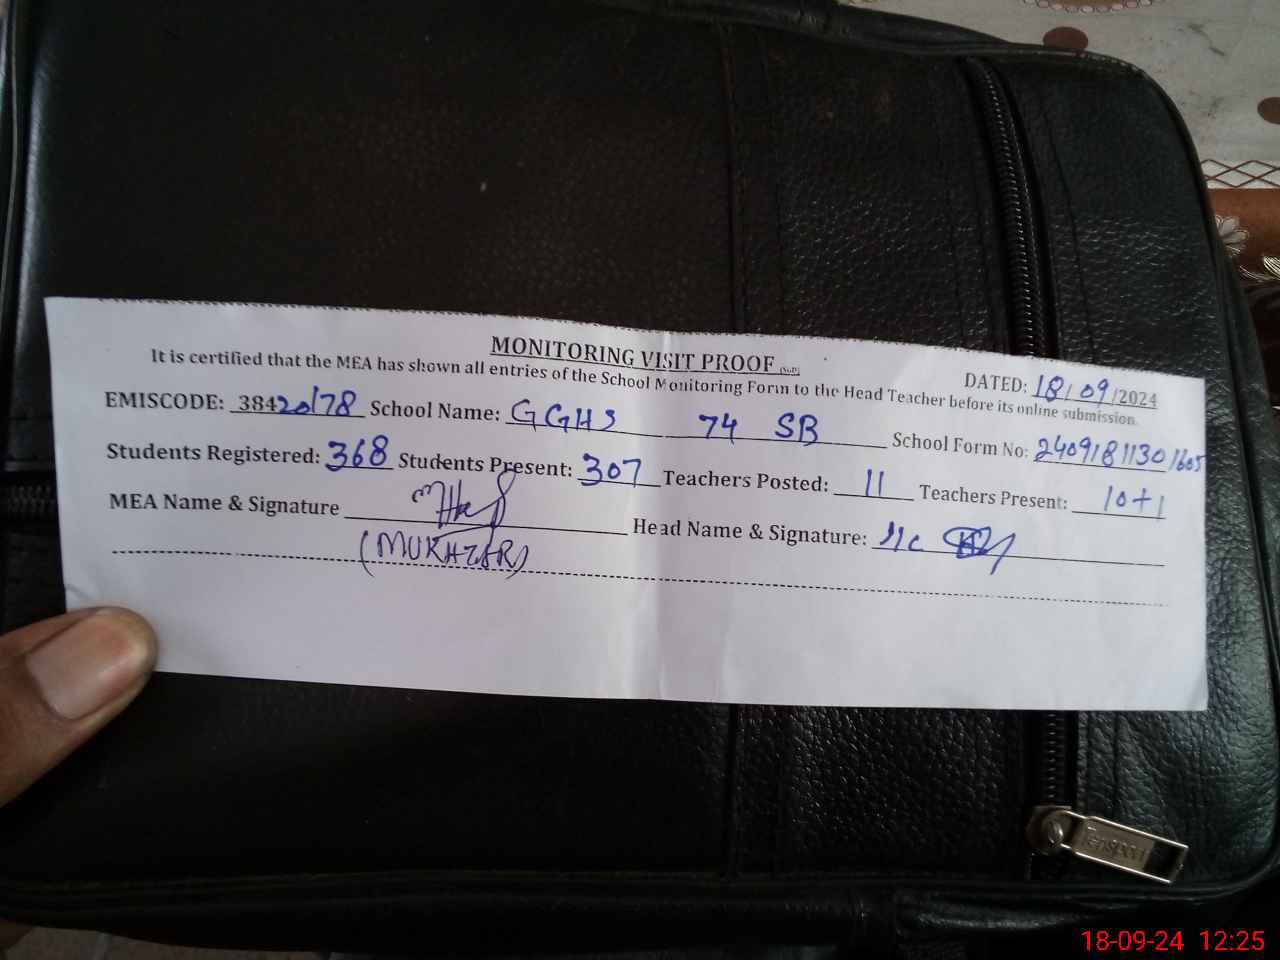 MONITORING VISIT PROOF (SnD)
DATED: 18/09/2024
It is certified that the MEA has shown all entries of the School Monitoring Form to the Head Teacher before its online submission.
EMISCODE: 38420178 School Name: GGHS 74 SB School Form No: 24091811301605
Students Registered: 368 Students Present: 307 Teachers Posted: 11 Teachers Present: 10+1
MEA Name & Signature Head Name & Signature: I/c
(MUKHTAR)
18-09-24 12:25